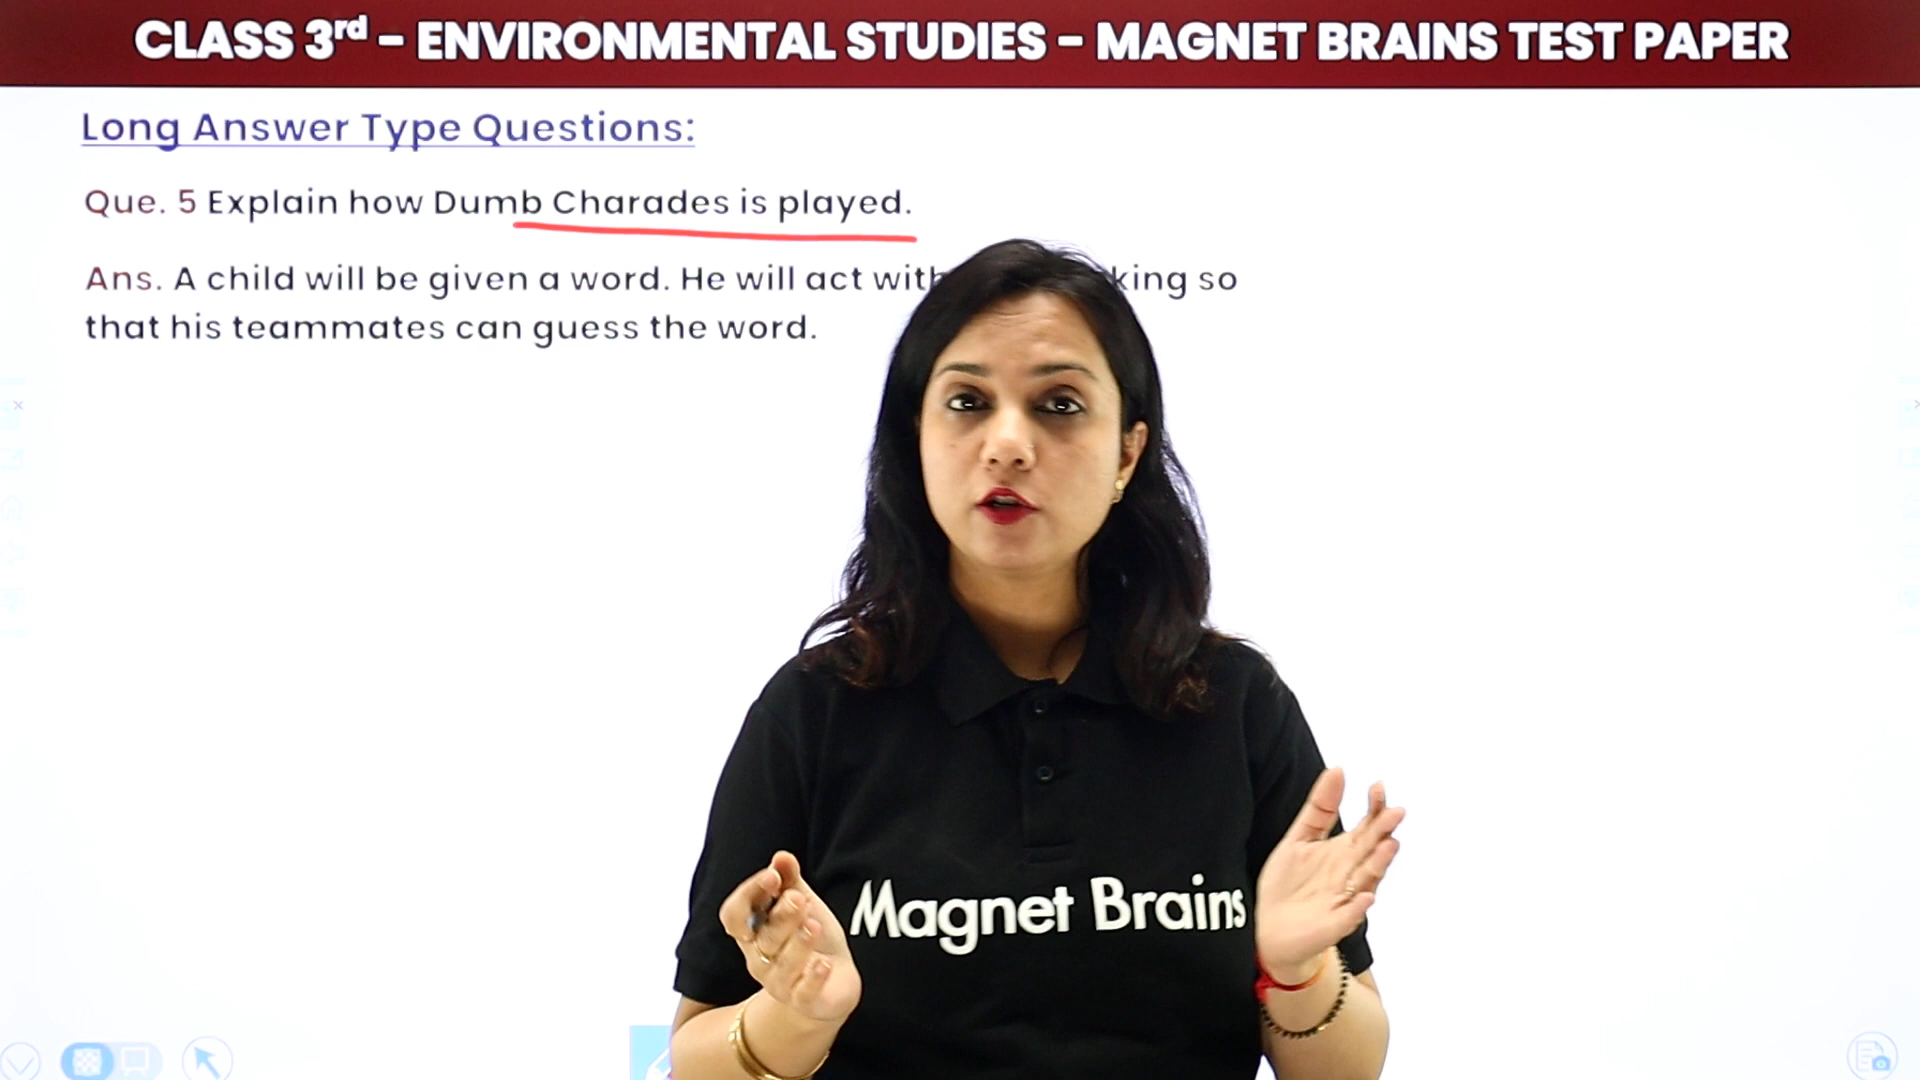 CLASS 3rd - ENVIRONMENTAL STUDIES - MAGNET BRAINS TEST PAPER
Long Answer Type Questions:
Que. 5 Explain how Dumb Charades is played.
Ans. A child will be given a word. He will act so
that his teammates can guess the word.
Magnet Brains